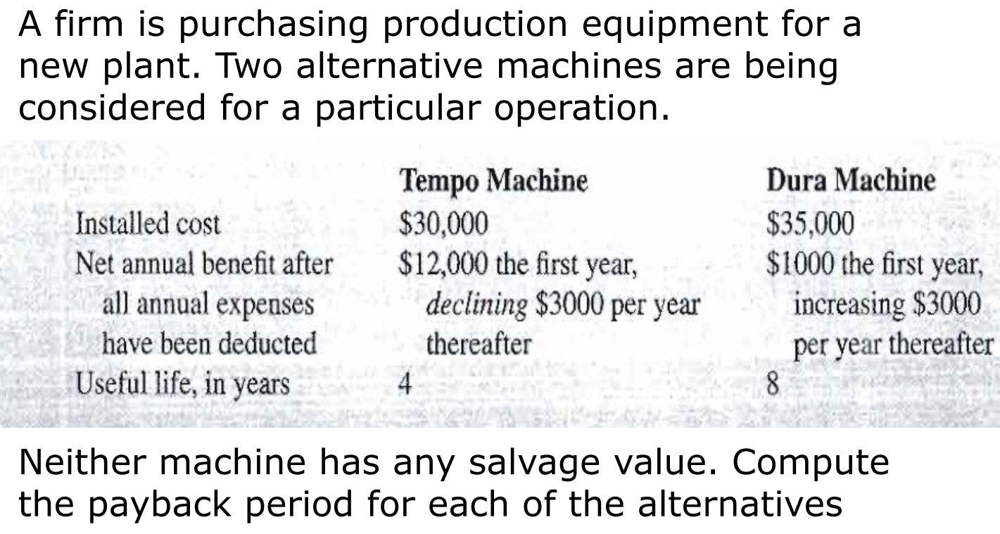 A firm is purchasing production equipment for a
new plant. Two alternative machines are being
considered for a particular operation.
Tempo Machine Dura Machine
Installed cost $30,000 $35,000
Net annual benefit after $12,000 the first year, $1000 the first year,
all annual expenses declining $3000 per year increasing $3000
have been deducted thereafter per year thereafter
Useful life, in years 4 8
Neither machine has any salvage value. Compute
the payback period for each of the alternatives